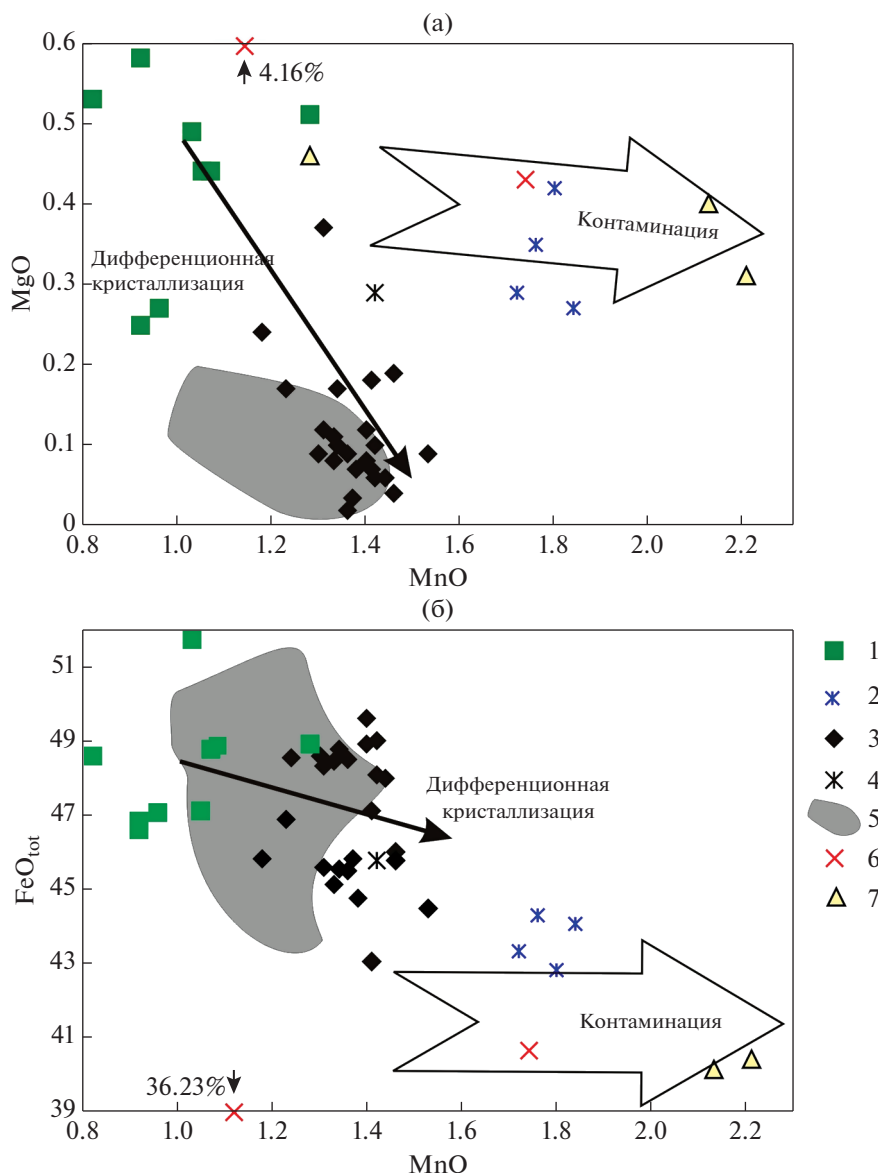 (а)
0.6
0.5
0.4
0.3
0.2
0.1
0
MgO
4.16%
Контаминация
Дифференционная
кристаллизация
0.8 1.0 1.2 1.4 1.6 1.8 2.0 2.2
MnO
(б)
51
49
47
45
43
41
39
FeOtot
Дифференционная
кристаллизация
Контаминация
36.23%
0.8 1.0 1.2 1.4 1.6 1.8 2.0 2.2
MnO
1
2
3
4
5
6
7